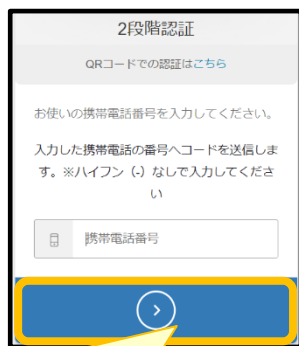 2段階認証
QRコードでの認証はこちら
お使いの携帯電話番号を入力してください。
入力した携帯電話の番号へコードを送信しま
す。※ハイフン（-）なしで入力してくださ
い
携帯電話番号